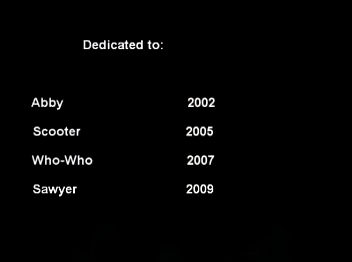 Dedicated to:
Abby 2002
Scooter 2005
Who-Who 2007
Sawyer 2009